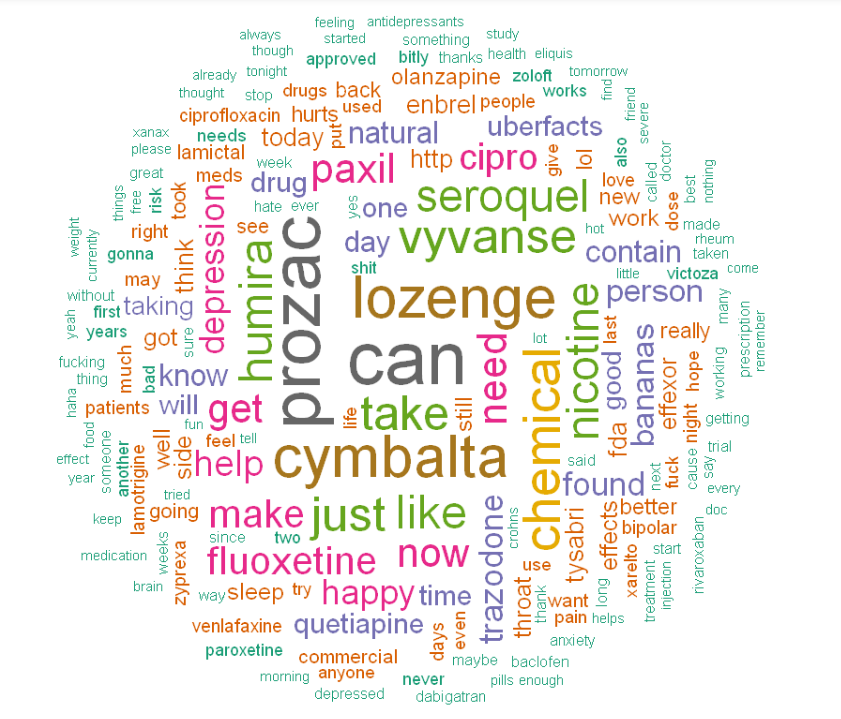 feeling antidepressants
always started something study
though approved bitly thanks health eliquis
already tonight olanzapine zoloft tomorrow
thought stop drugs back works find
ciprofloxacin hurts used enbrel people friend
xanax needs today put natural uberfacts severe
please lamictal http cipro give lol also
great week paxil called doctor
meds drug love best nothing
things free risk took hate ever yes one seroquel new dose
weight currently right depression see day vyvanse hot work made
gonna think humira prozac shit contain rheum taken
may little victoza come
without taking lozenge person many
yeah first years got sure can lot nicotine last really prescription remember
fucking thing much bad know need chemical good bananas effexor hope working
haha patients will get life take still fda night getting
food fun feel tell
effect someone another well side help cymbalta said next fuck cause say trial
year lamotrigine tried found every
keep going make just like crohns better doc
since two trazodone effects bipolar
medication weeks zyprexa fluoxetine now tysabri xarelto start rivaroxaban
brain way sleep try happy time use long treatment injection
throat thank want
venlafaxine quetiapine even pain helps
paroxetine days anxiety
commercial maybe baclofen
morning anyone never pills enough
depressed dabigatran